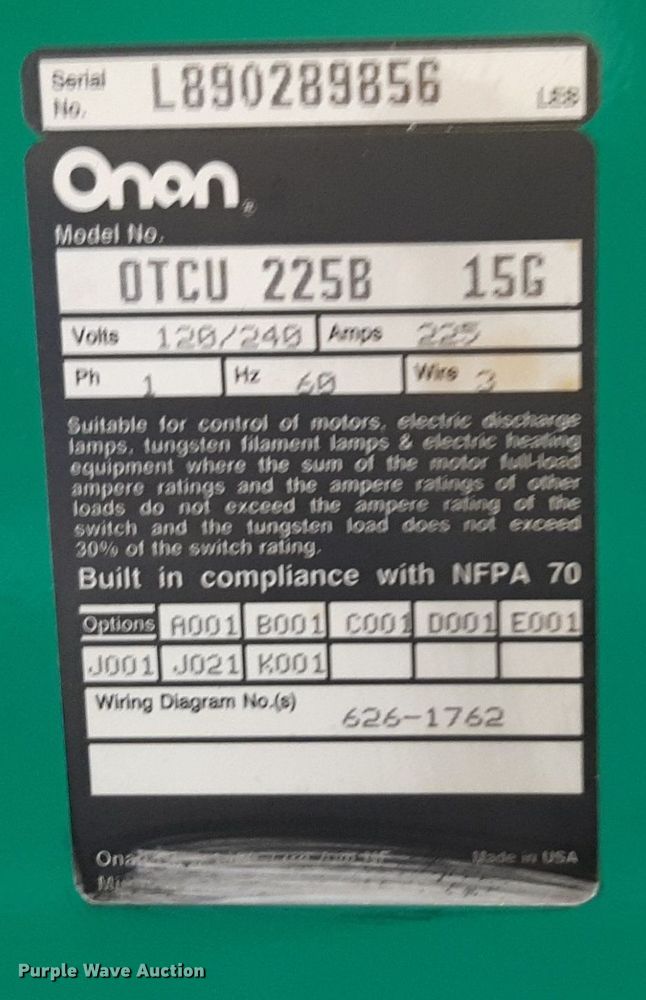 Serial
No.
L890289856
Onan®
Model No.
OTCU 225B 15G
Volts 120/240 Amps 225
Ph 1 Hz 60 Wire 3
Suitable for control of motors, electric discharge
lamps, tungsten filament lamps & electric heating
equipment where the sum of the motor full-load
ampere ratings and the ampere ratings of other
loads do not exceed the ampere rating of the
switch and the tungsten load does not exceed
30% of the switch rating.
Built in compliance with NFPA 70
Options A001 B001 C001 D001 E001
J001 J021 K001
Wiring Diagram No.(s)
626-1762
Made in USA
Purple Wave Auction